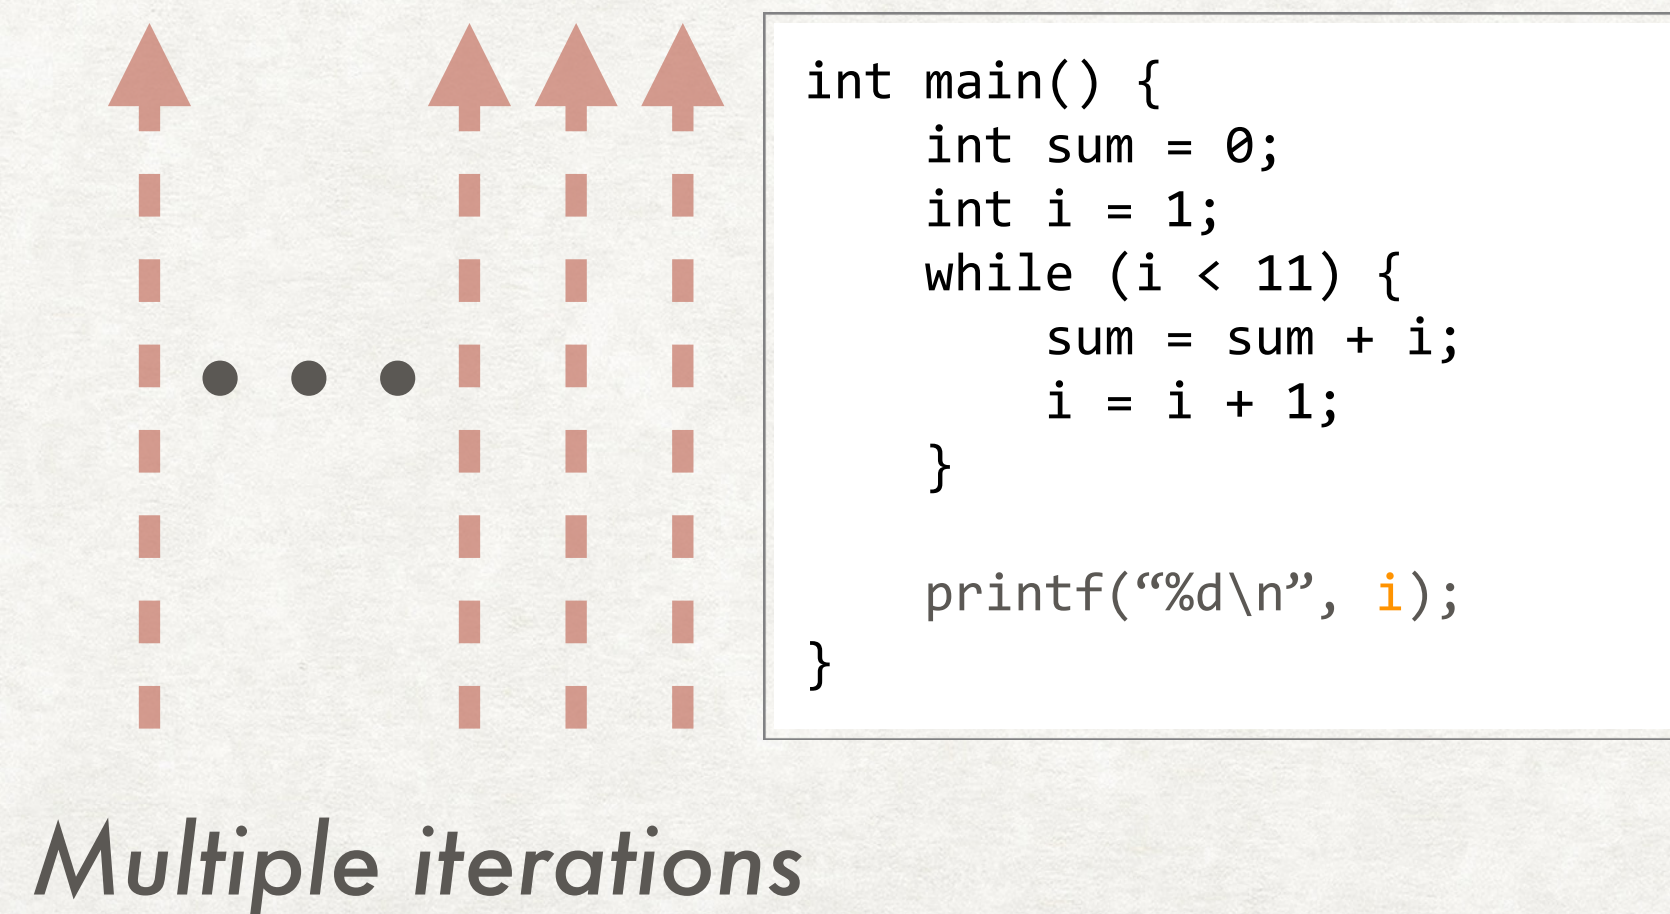 int main() {
    int sum = 0;
    int i = 1;
    while (i < 11) {
        sum = sum + i;
        i = i + 1;
    }
    printf(“%d\n”, i);
}
Multiple iterations